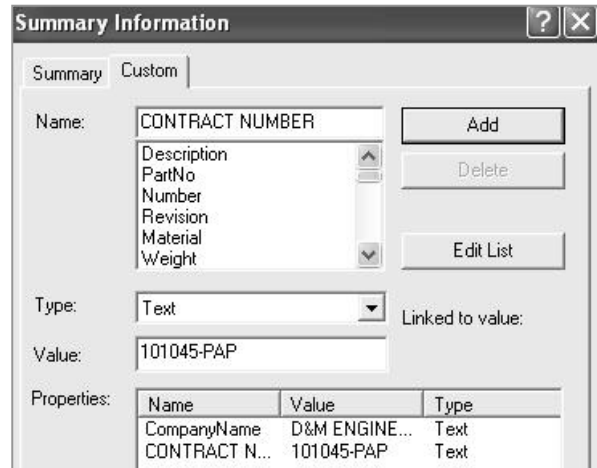 Summary Information
Summary Custom
Name: CONTRACT NUMBER Add
Description
PartNo Delete
Number
Revision
Material Edit List
Weight
Type: Text Linked to value:
Value: 101045-PAP
Properties: Name Value Type
CompanyName D&M ENGINE... Text
CONTRACT N... 101045-PAP Text